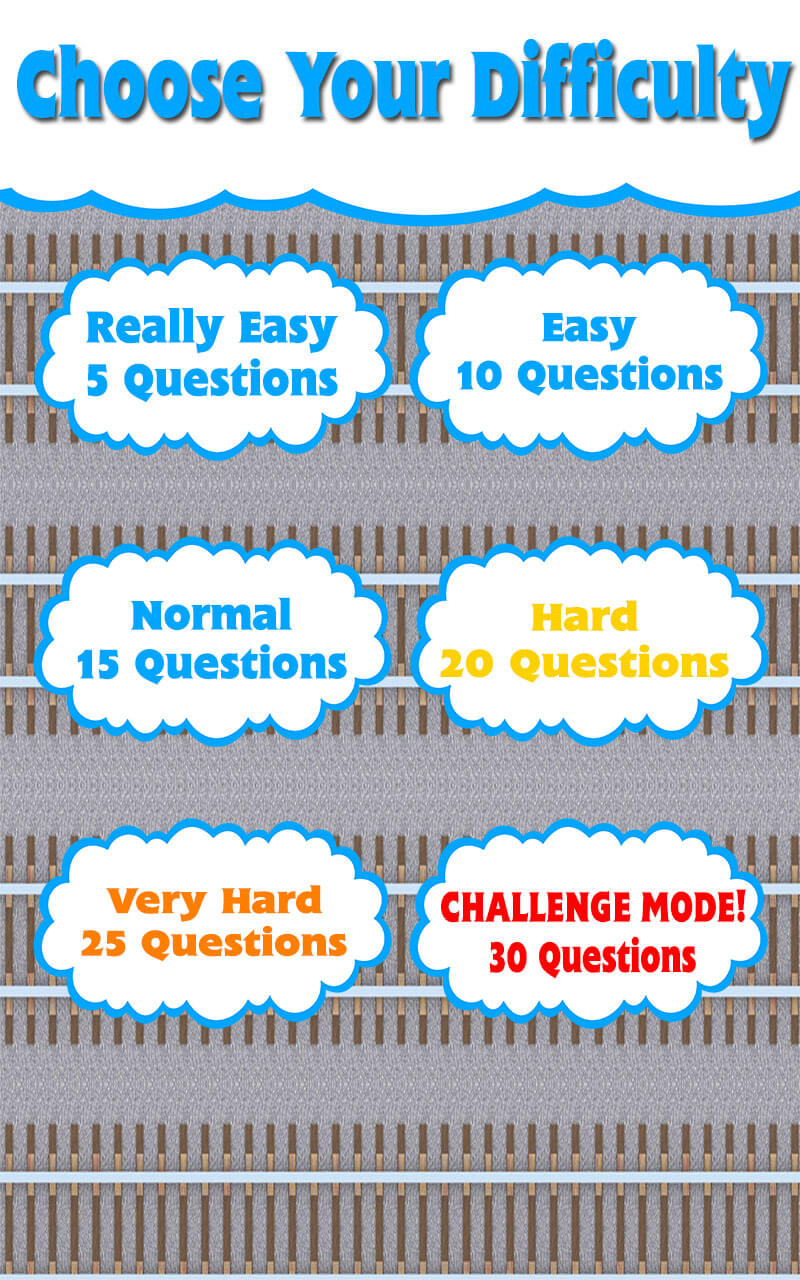 Choose Your Difficulty
Really Easy
5 Questions
Easy
10 Questions
Normal
15 Questions
Hard
20 Questions
Very Hard
25 Questions
CHALLENGE MODE!
30 Questions